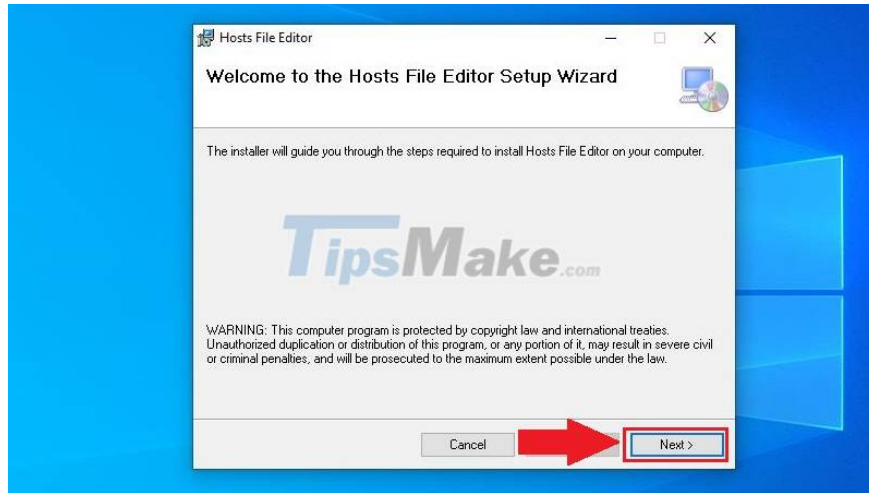 Hosts File Editor
Welcome to the Hosts File Editor Setup Wizard
The installer will guide you through the steps required to install Hosts File Editor on your computer.
TipsMake.com
WARNING: This computer program is protected by copyright law and international treaties.
Unauthorized duplication or distribution of this program, or any portion of it, may result in severe civil
or criminal penalties, and will be prosecuted to the maximum extent possible under the law.
Cancel
Next >